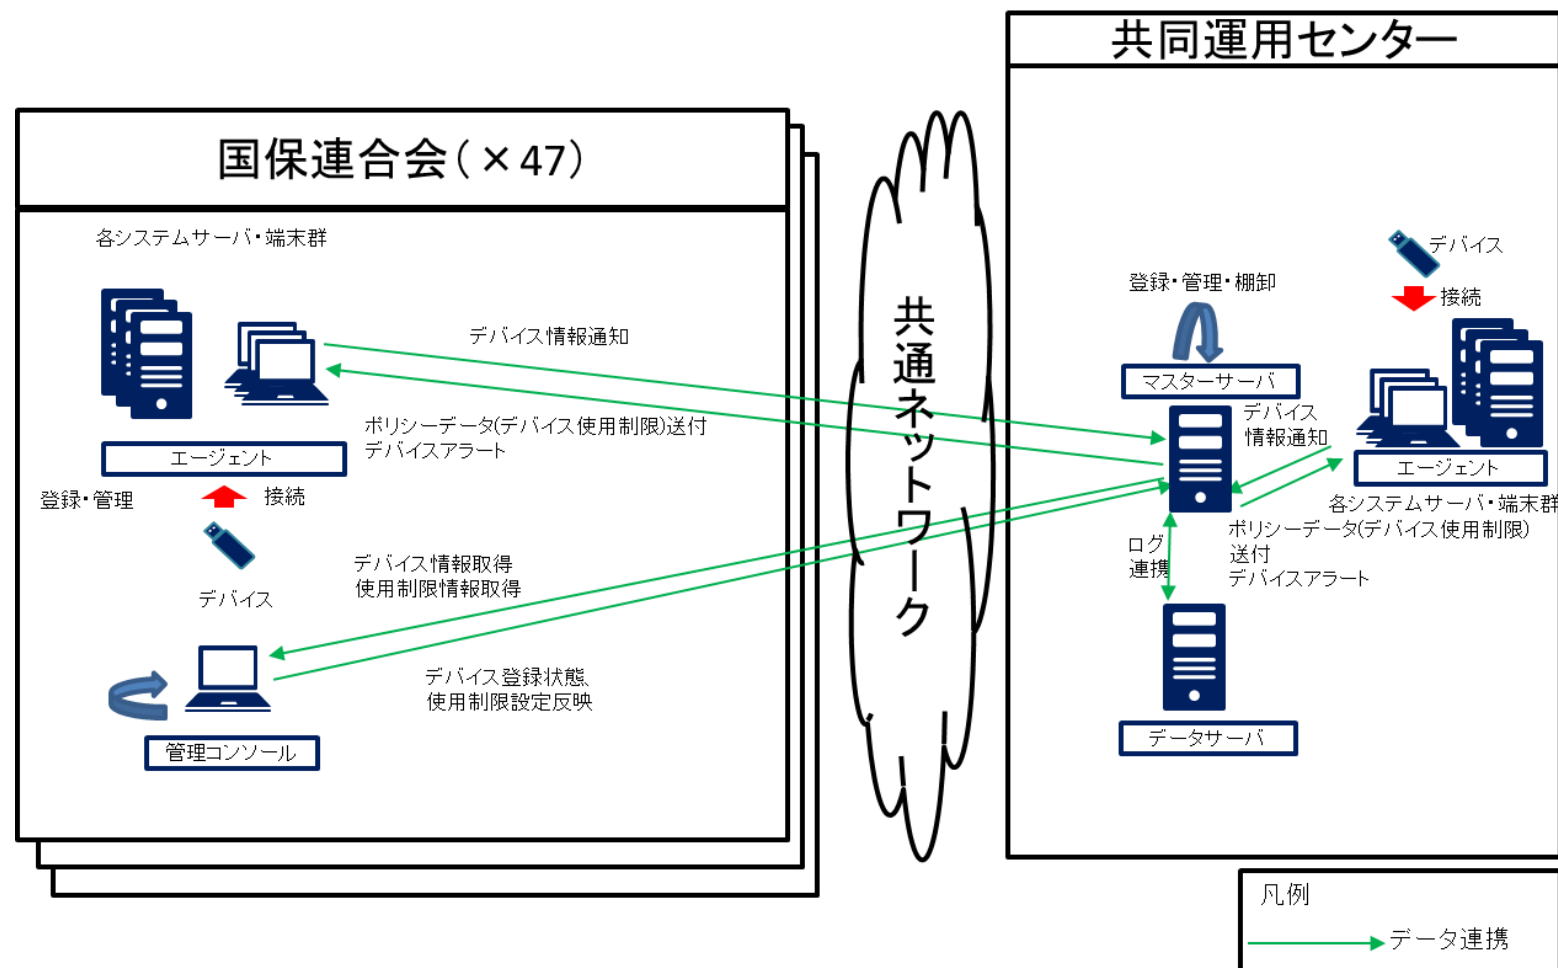 共同運用センター
国保連合会(×47)
各システムサーバ・端末群
デバイス情報通知
ポリシーデータ(デバイス使用制限)送付
デバイスアラート
エージェント
登録・管理
接続
デバイス
デバイス情報取得
使用制限情報取得
デバイス登録状態、
使用制限設定反映
管理コンソール
共通ネットワーク
デバイス
接続
登録・管理・棚卸
マスターサーバ
デバイス
情報通知
エージェント
各システムサーバ・端末群
ポリシーデータ(デバイス使用制限)
送付
デバイスアラート
ログ
連携
データサーバ
凡例
データ連携